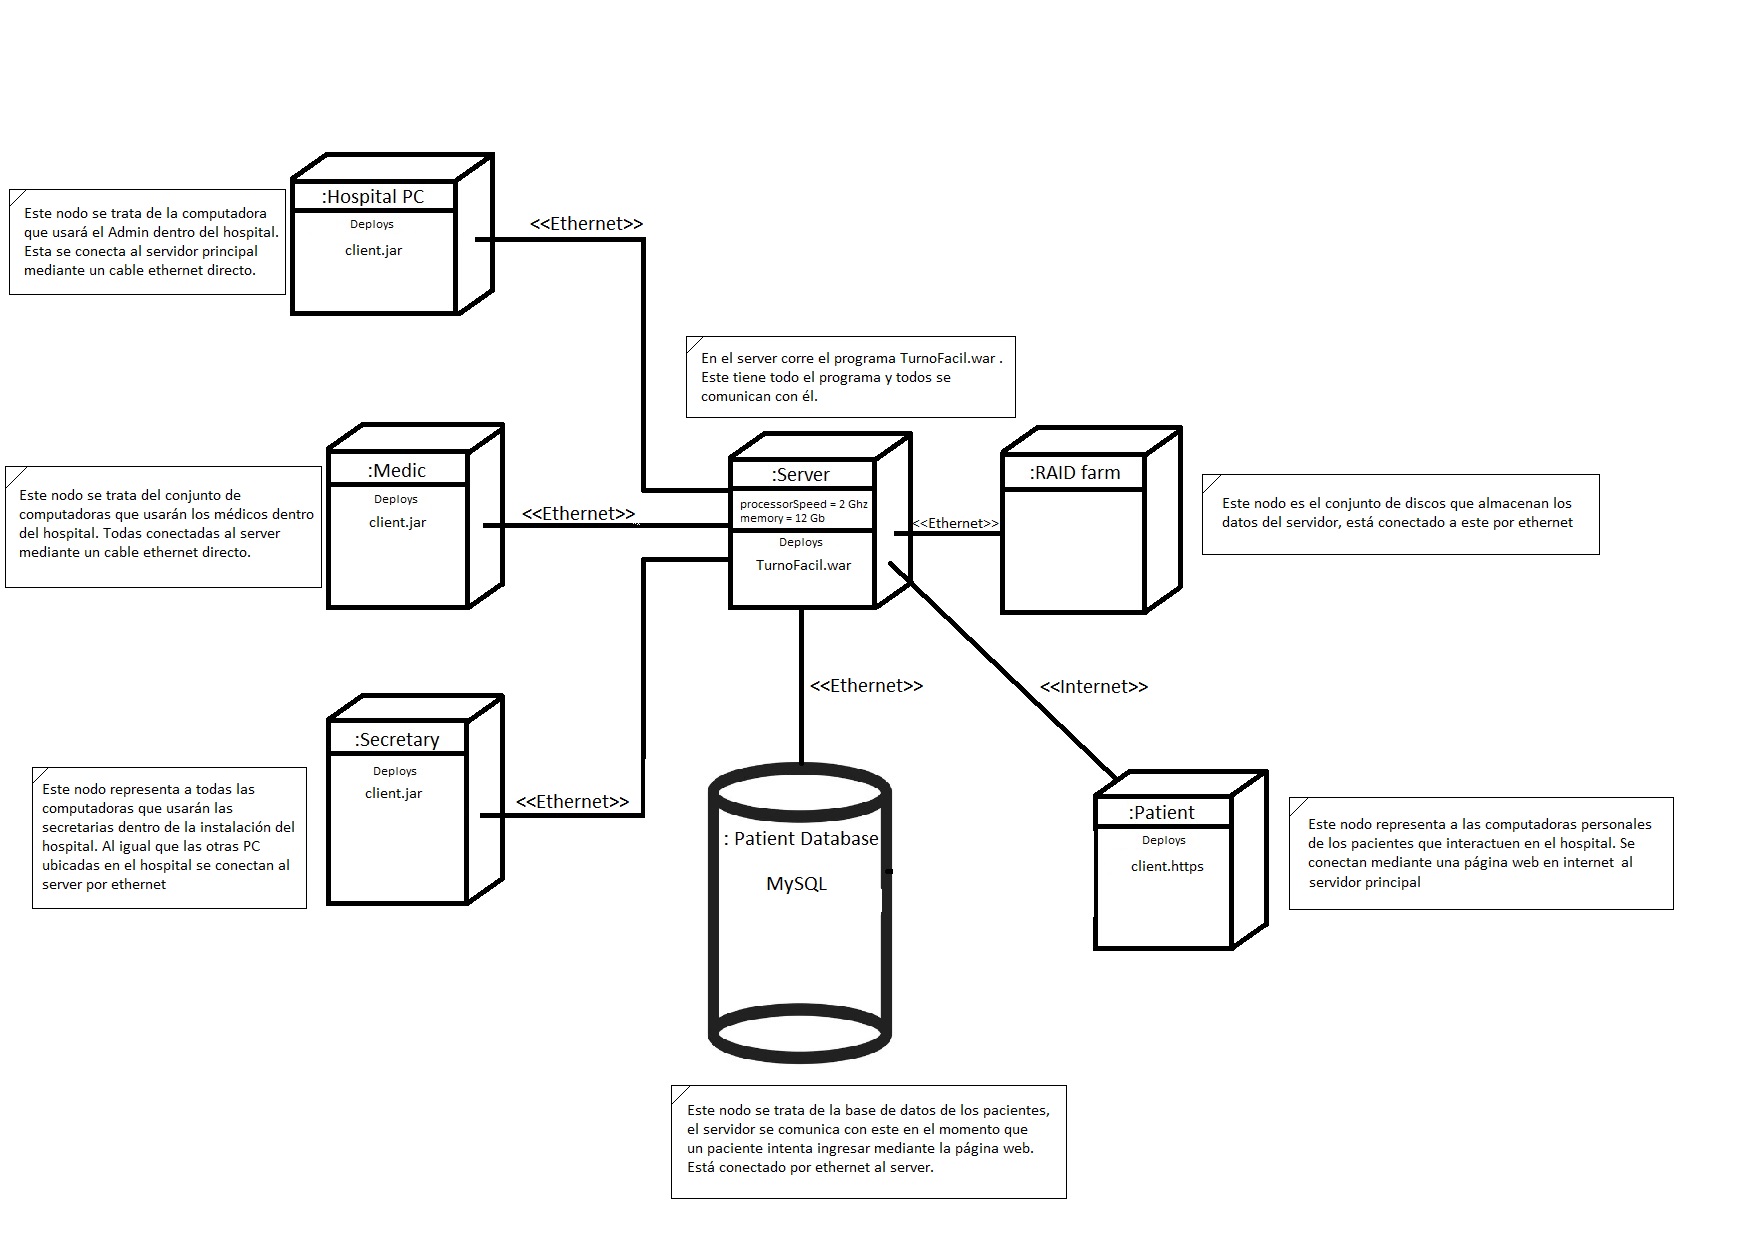 :Hospital PC
Deploys
client.jar
Este nodo se trata de la computadora
que usará el Admin dentro del hospital.
Esta se conecta al servidor principal
mediante un cable ethernet directo.
<<Ethernet>>
En el server corre el programa TurnoFacil.war .
Este tiene todo el programa y todos se
comunican con él.
:Medic
Deploys
client.jar
Este nodo se trata del conjunto de
computadoras que usarán los médicos dentro
del hospital. Todas conectadas al server
mediante un cable ethernet directo.
<<Ethernet>>
:Server
processorSpeed = 2 Ghz
memory = 12 Gb
Deploys
TurnoFacil.war
<<Ethernet>>
:RAID farm
Este nodo es el conjunto de discos que almacenan los
datos del servidor, está conectado a este por ethernet
<<Ethernet>>
<<Internet>>
:Secretary
Deploys
client.jar
Este nodo representa a todas las
computadoras que usarán las
secretarias dentro de la instalación del
hospital. Al igual que las otras PC
ubicadas en el hospital se conectan al
server por ethernet
<<Ethernet>>
: Patient Database
MySQL
:Patient
Deploys
client.https
Este nodo representa a las computadoras personales
de los pacientes que interactuen en el hospital. Se
conectan mediante una página web en internet al
servidor principal
Este nodo se trata de la base de datos de los pacientes,
el servidor se comunica con este en el momento que
un paciente intenta ingresar mediante la página web.
Está conectado por ethernet al server.